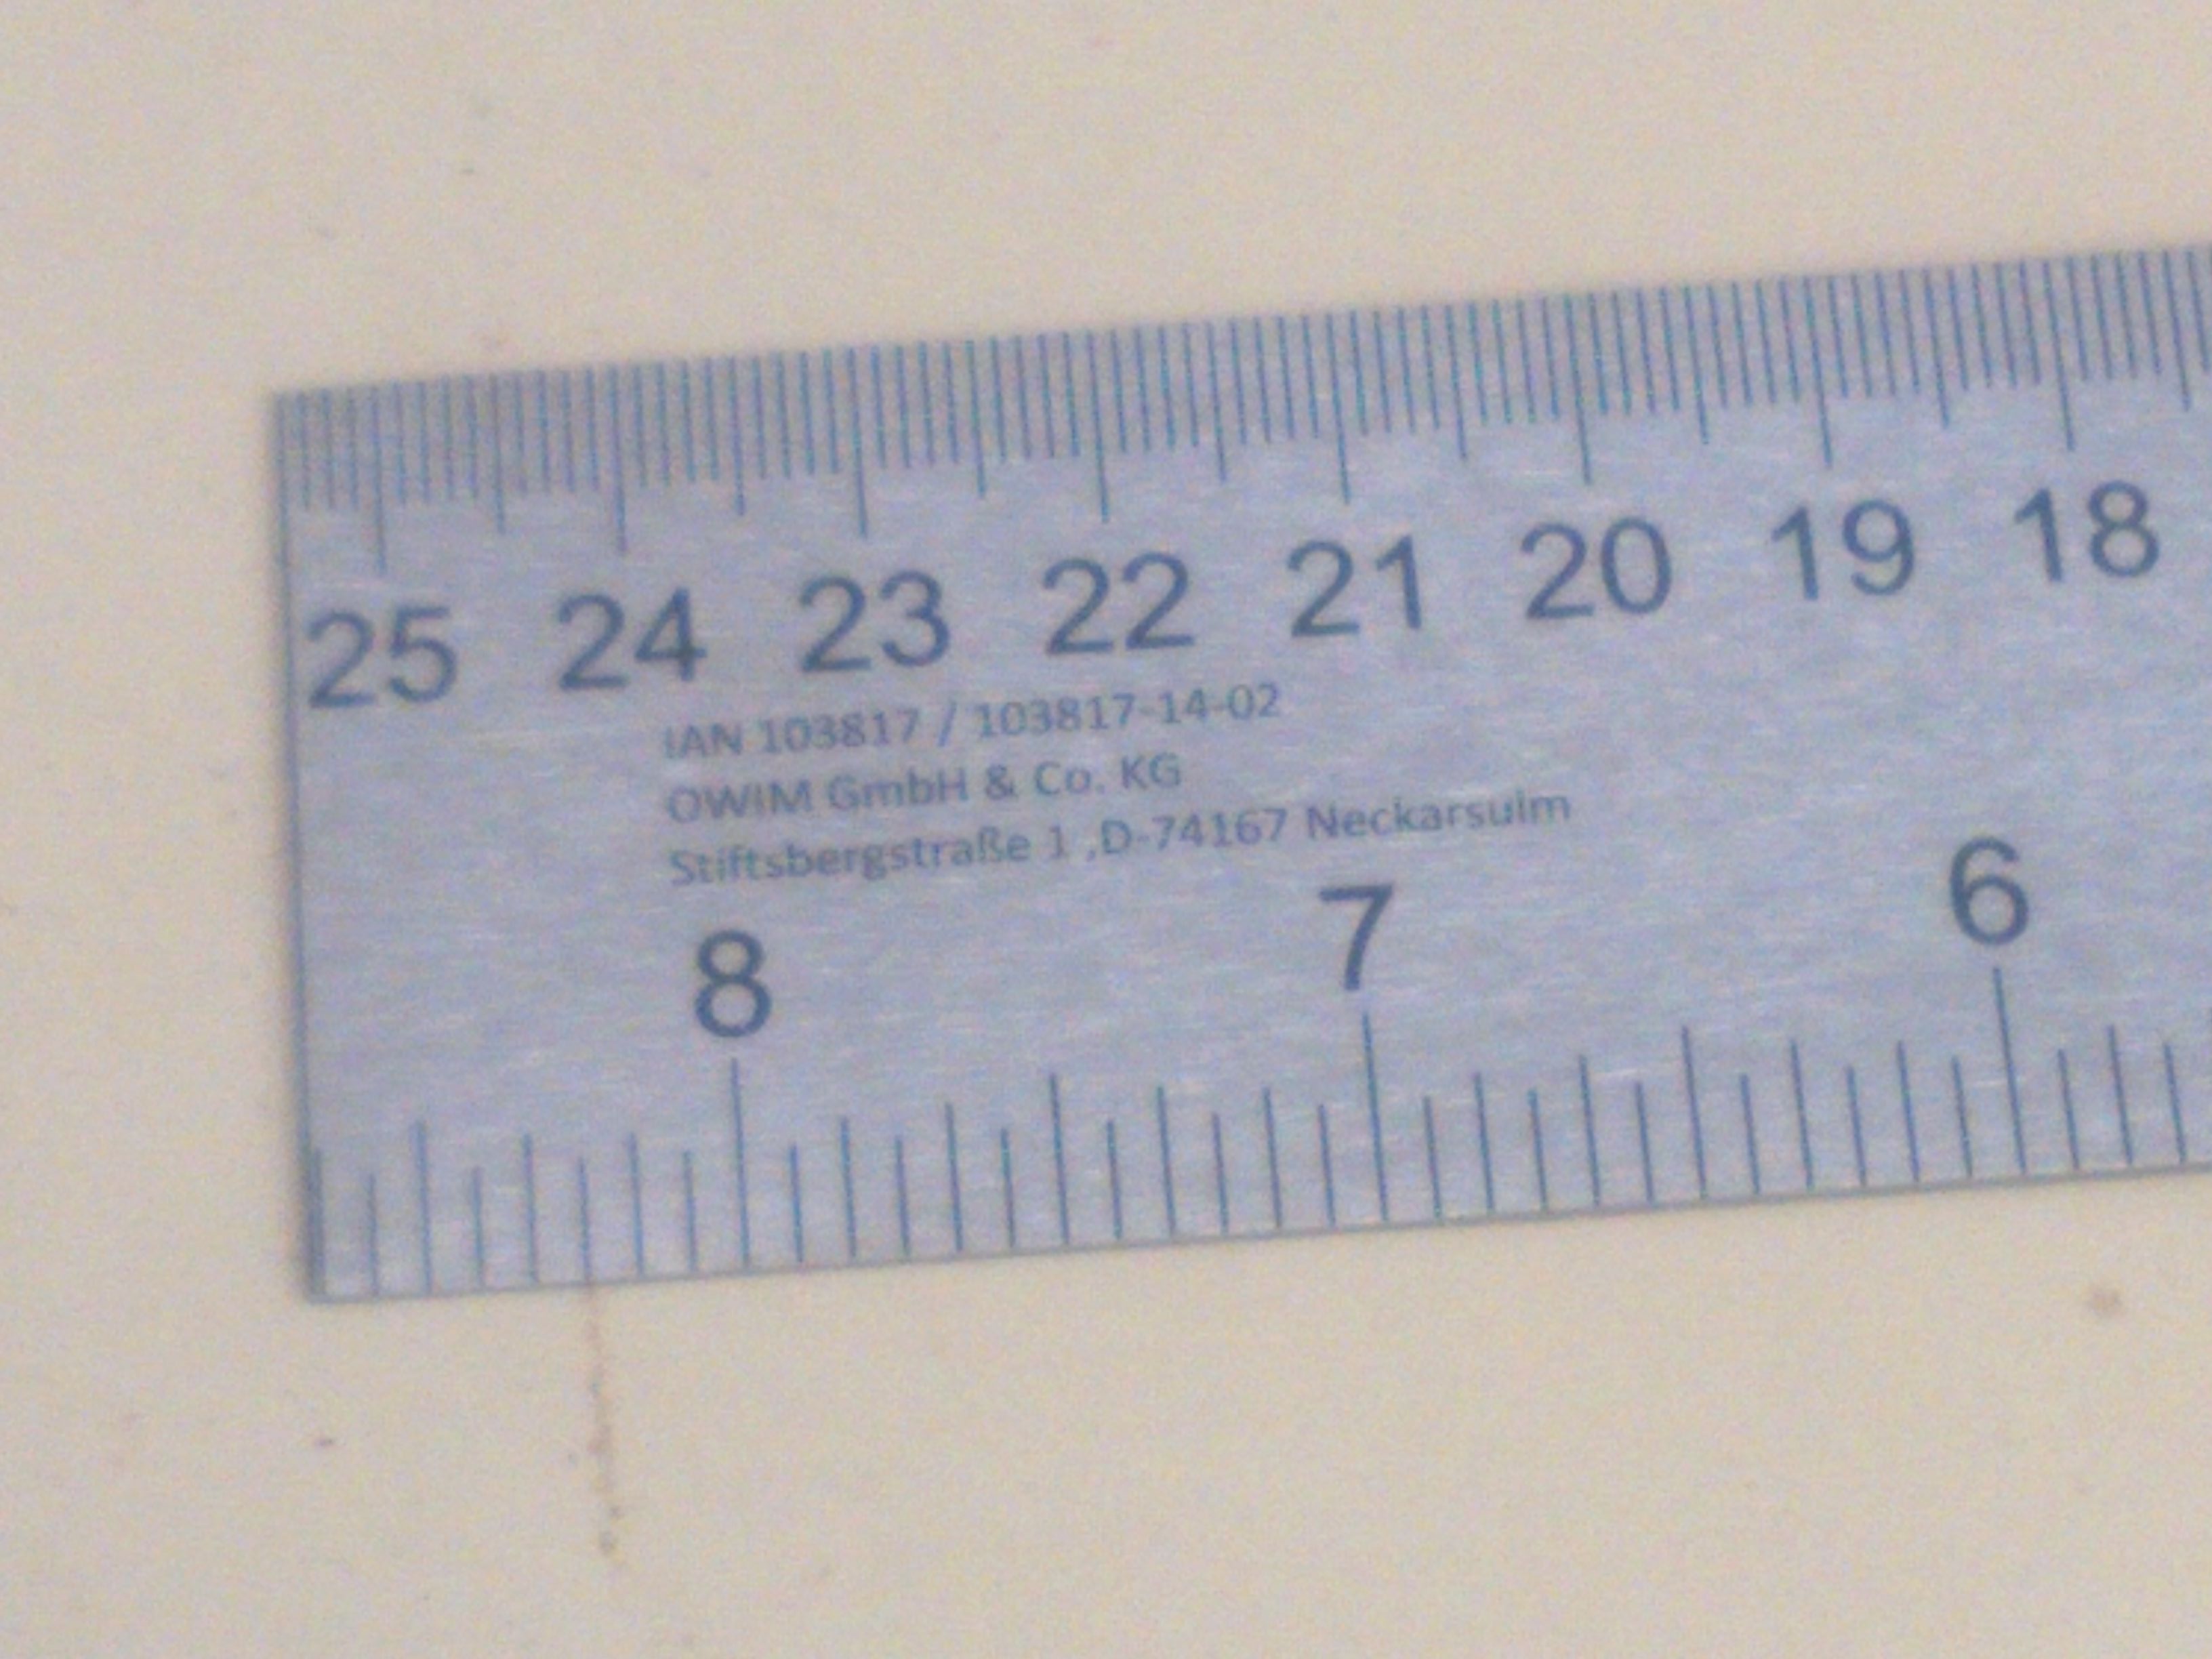 25 24 23 22 21 20 19 18
IAN 103817 / 103817-14-02
OWIM GmbH & Co. KG
Stiftsbergstraße 1 ,D-74167 Neckarsulm
8 7 6